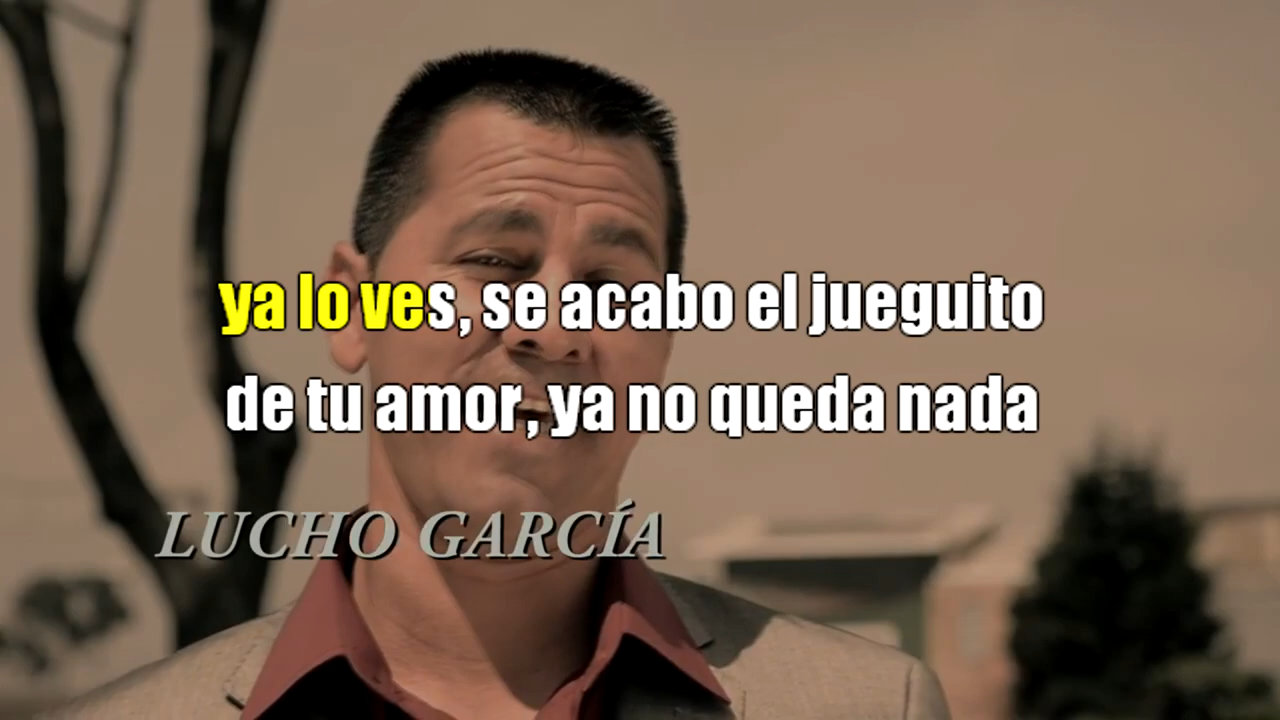 ya lo ves, se acabo el jueguito
de tu amor, ya no queda nada
LUCHO GARCÍA